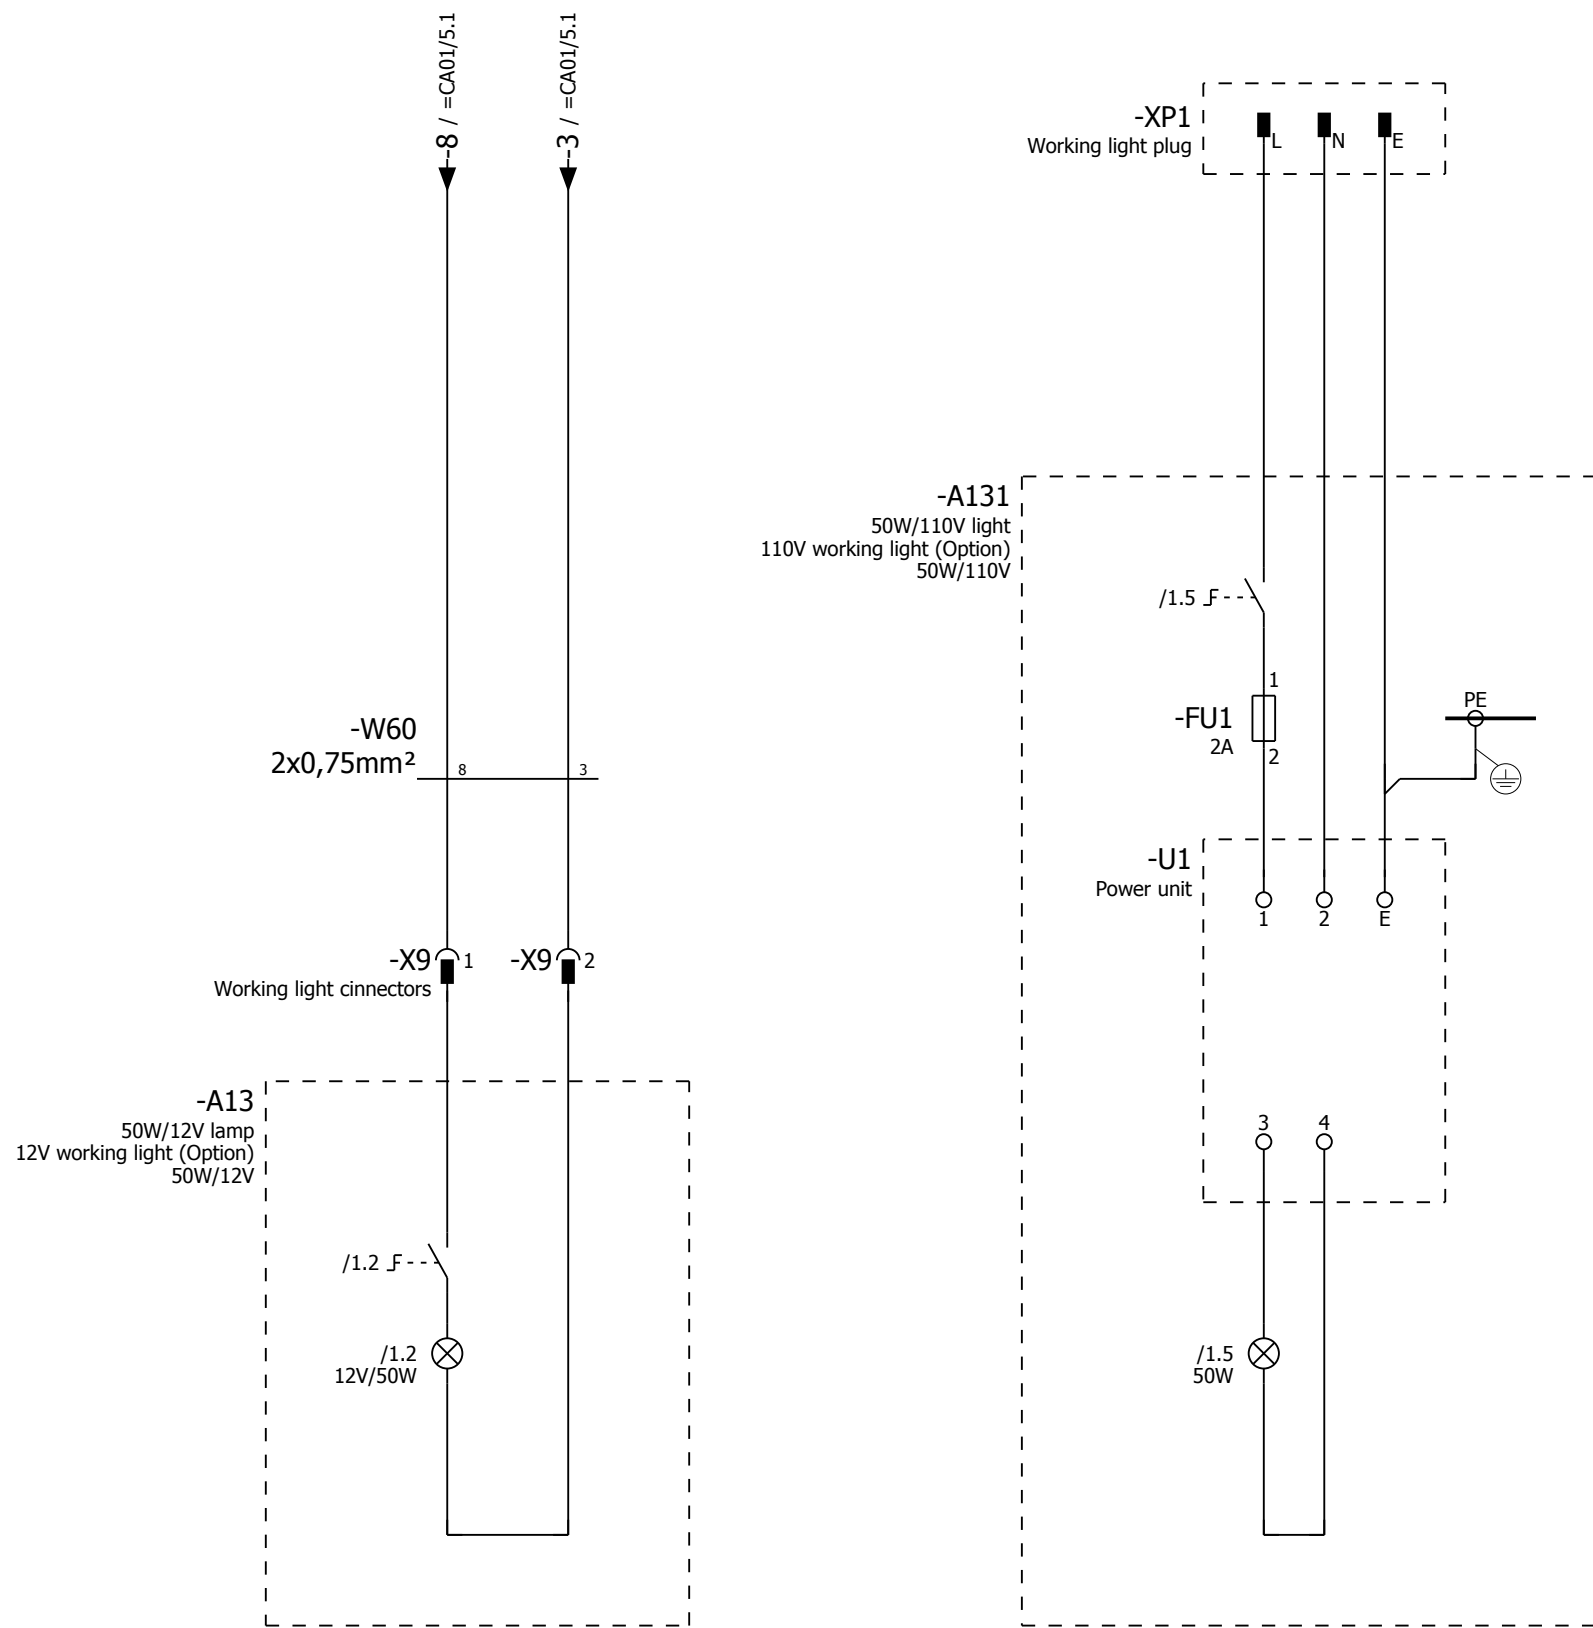 -8 / =CA01/5.1
-3 / =CA01/5.1
-XP1
Working light plug
L
N
E
-A131
50W/110V light
110V working light (Option)
50W/110V
/1.5
1
-FU1
2A
2
PE
-W60
2x0,75mm²
8
3
-U1
Power unit
1
2
E
-X9
1
-X9
2
Working light cinnectors
-A13
50W/12V lamp
12V working light (Option)
50W/12V
3
4
/1.2
/1.2
12V/50W
/1.5
50W